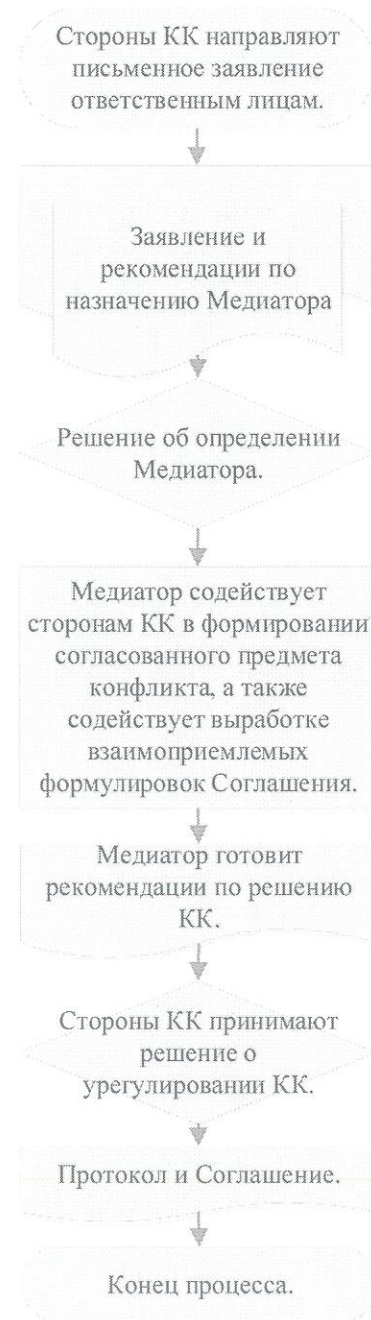 Стороны КК направляют
письменное заявление
ответственным лицам.
Заявление и
рекомендации по
назначению Медиатора
Решение об определении
Медиатора.
Медиатор содействует
сторонам КК в формировании
согласованного предмета
конфликта, а также
содействует выработке
взаимоприемлемых
формулировок Соглашения.
Медиатор готовит
рекомендации по решению
КК.
Стороны КК принимают
решение о
урегулировании КК.
Протокол и Соглашение.
Конец процесса.